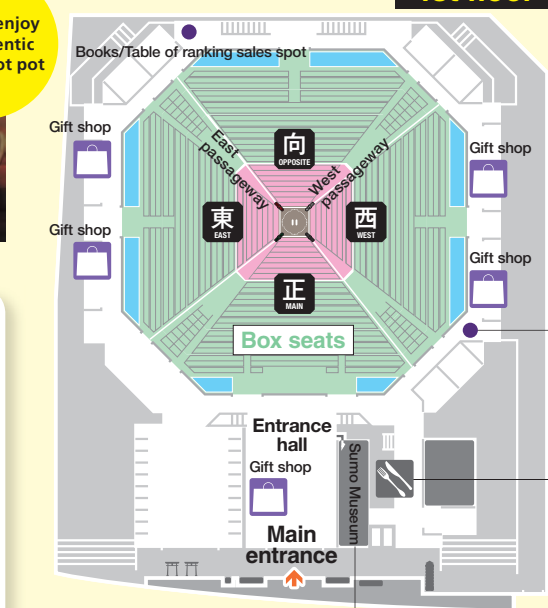 enjoy
entic
ot pot
Books/Table of ranking sales spot
Gift shop
Gift shop
Gift shop
Gift shop
East
passageway
West
passageway
向
OPPOSITE
東
EAST
西
WEST
正
MAIN
Box seats
Entrance
hall
Gift shop
Sumo Museum
Main
entrance